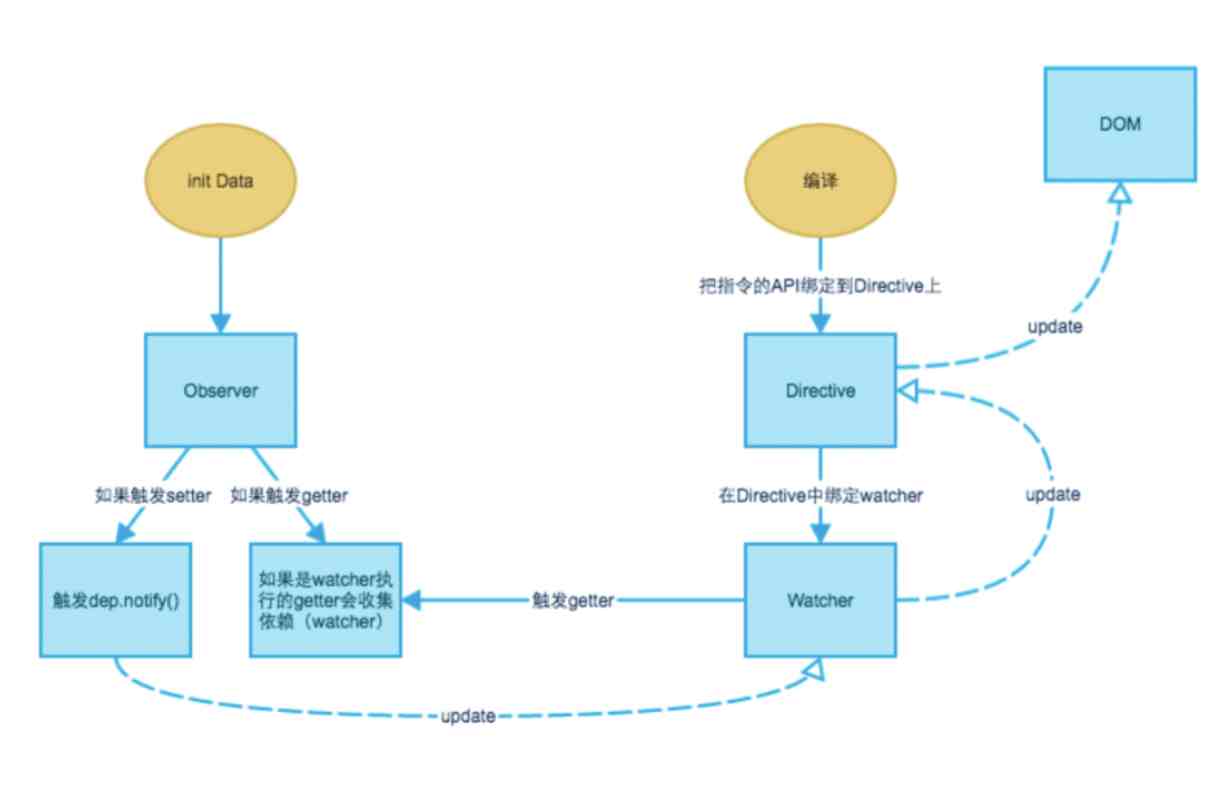 DOM
init Data
编译
把指令的API绑定到Directive上
update
Observer
Directive
如果触发setter
如果触发getter
在Directive中绑定watcher
update
触发dep.notify()
如果是watcher执
行的getter会收集
依赖（watcher）
触发getter
Watcher
update